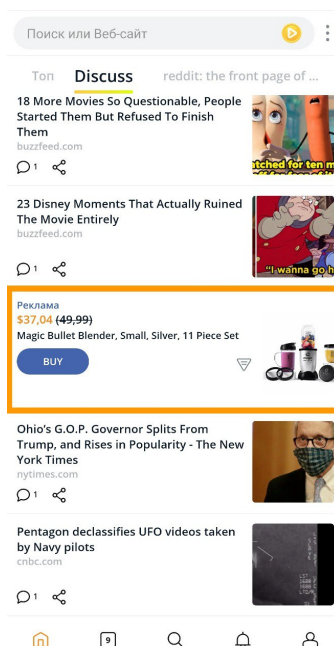 Поиск или Веб-сайт
Топ Discuss reddit: the front page of ...
18 More Movies So Questionable, People
Started Them But Refused To Finish
Them
buzzfeed.com
1
tched for ten m
23 Disney Moments That Actually Ruined
The Movie Entirely
buzzfeed.com
1
"I wanna go h
Реклама
$37,04 (49,99)
Magic Bullet Blender, Small, Silver, 11 Piece Set
BUY
Ohio's G.O.P. Governor Splits From
Trump, and Rises in Popularity - The New
York Times
nytimes.com
1
Pentagon declassifies UFO videos taken
by Navy pilots
cnbc.com
1
9